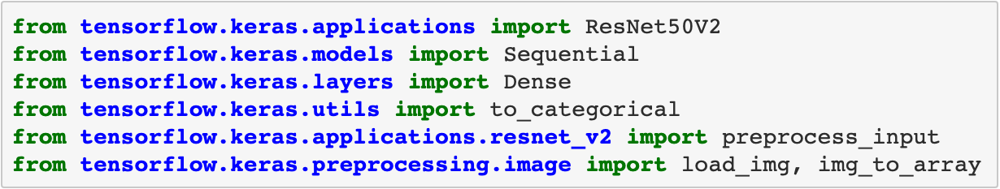 from tensorflow.keras.applications import ResNet50V2
from tensorflow.keras.models import Sequential
from tensorflow.keras.layers import Dense
from tensorflow.keras.utils import to_categorical
from tensorflow.keras.applications.resnet_v2 import preprocess_input
from tensorflow.keras.preprocessing.image import load_img, img_to_array